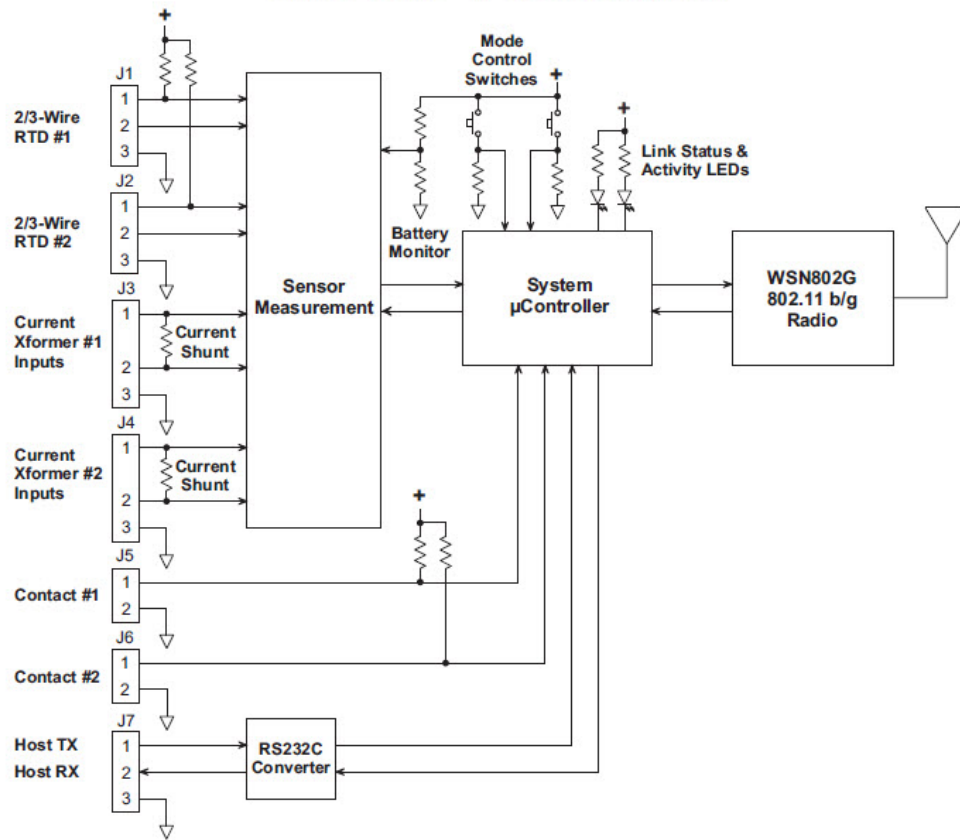 Mode
Control
Switches
+
+
+
J1
1
2
3
2/3-Wire
RTD #1
J2
1
2
3
2/3-Wire
RTD #2
Link Status &
Activity LEDs
Battery
Monitor
Sensor
Measurement
System
µController
WSN802G
802.11 b/g
Radio
J3
1
2
3
Current
Xformer #1
Inputs
Current
Shunt
J4
1
2
3
Current
Xformer #2
Inputs
Current
Shunt
+
J5
1
2
Contact #1
J6
1
2
Contact #2
J7
1
2
3
Host TX
Host RX
RS232C
Converter